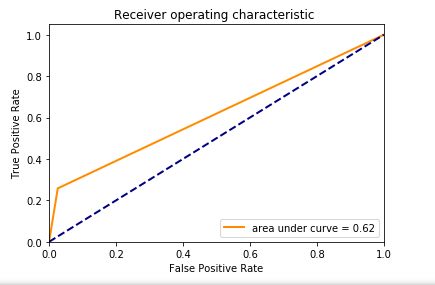 Receiver operating characteristic
1.0
0.8
0.6
0.4
0.2
0.0
True Positive Rate
area under curve = 0.62
0.0 0.2 0.4 0.6 0.8 1.0
False Positive Rate